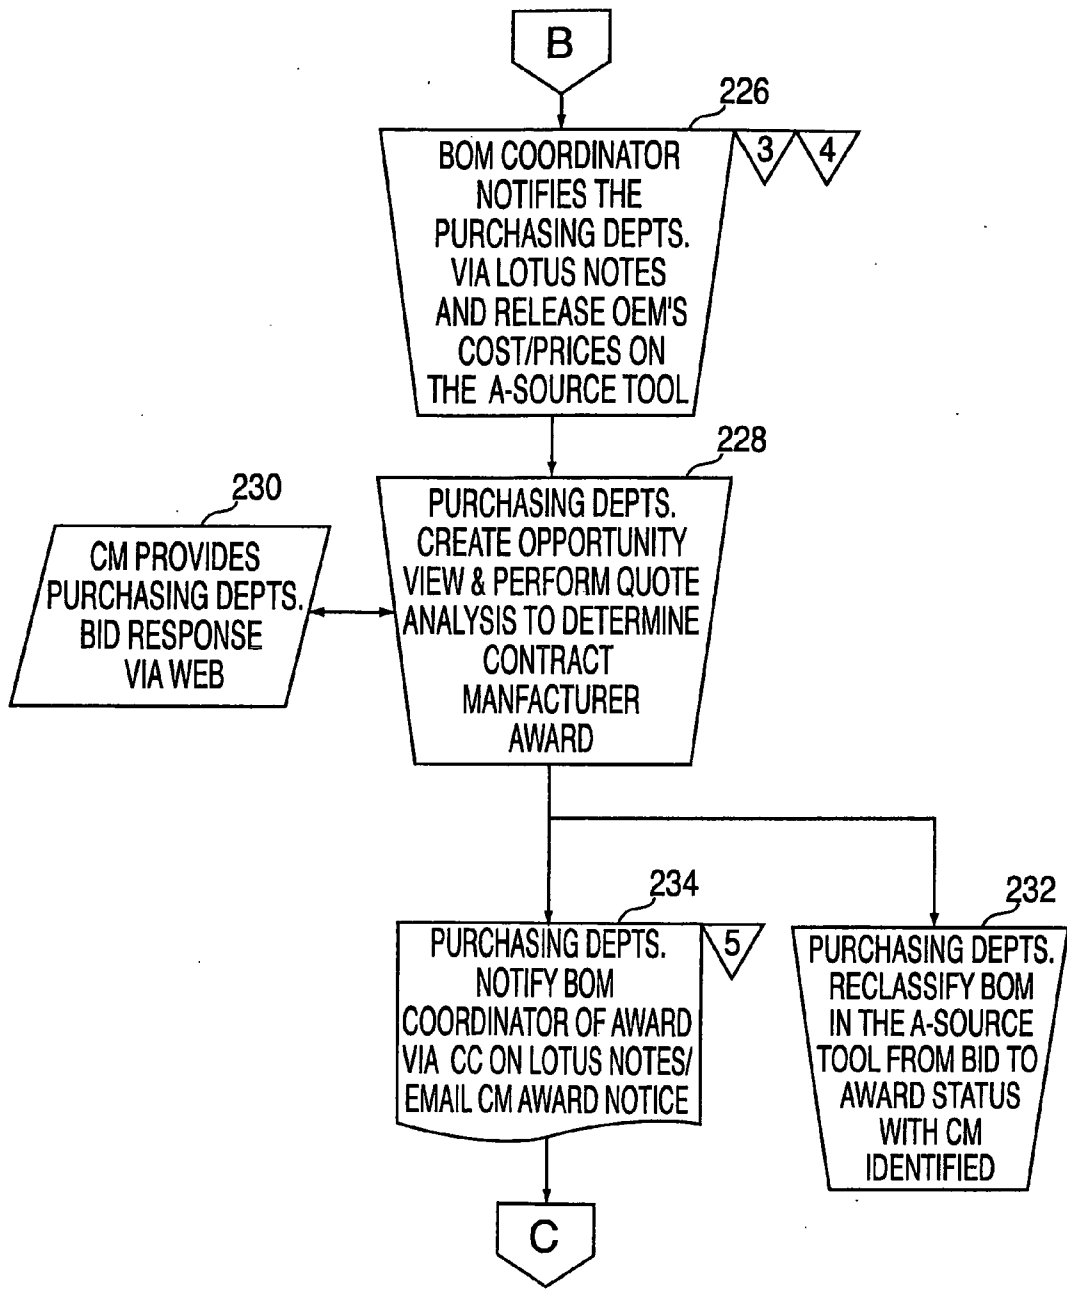 B
226
BOM COORDINATOR
NOTIFIES THE
PURCHASING DEPTS.
VIA LOTUS NOTES
AND RELEASE OEM'S
COST/PRICES ON
THE A-SOURCE TOOL
3
4
228
PURCHASING DEPTS.
CREATE OPPORTUNITY
VIEW & PERFORM QUOTE
ANALYSIS TO DETERMINE
CONTRACT
MANFACTURER
AWARD
230
CM PROVIDES
PURCHASING DEPTS.
BID RESPONSE
VIA WEB
234
PURCHASING DEPTS.
NOTIFY BOM
COORDINATOR OF AWARD
VIA CC ON LOTUS NOTES/
EMAIL CM AWARD NOTICE
5
232
PURCHASING DEPTS.
RECLASSIFY BOM
IN THE A-SOURCE
TOOL FROM BID TO
AWARD STATUS
WITH CM
IDENTIFIED
C